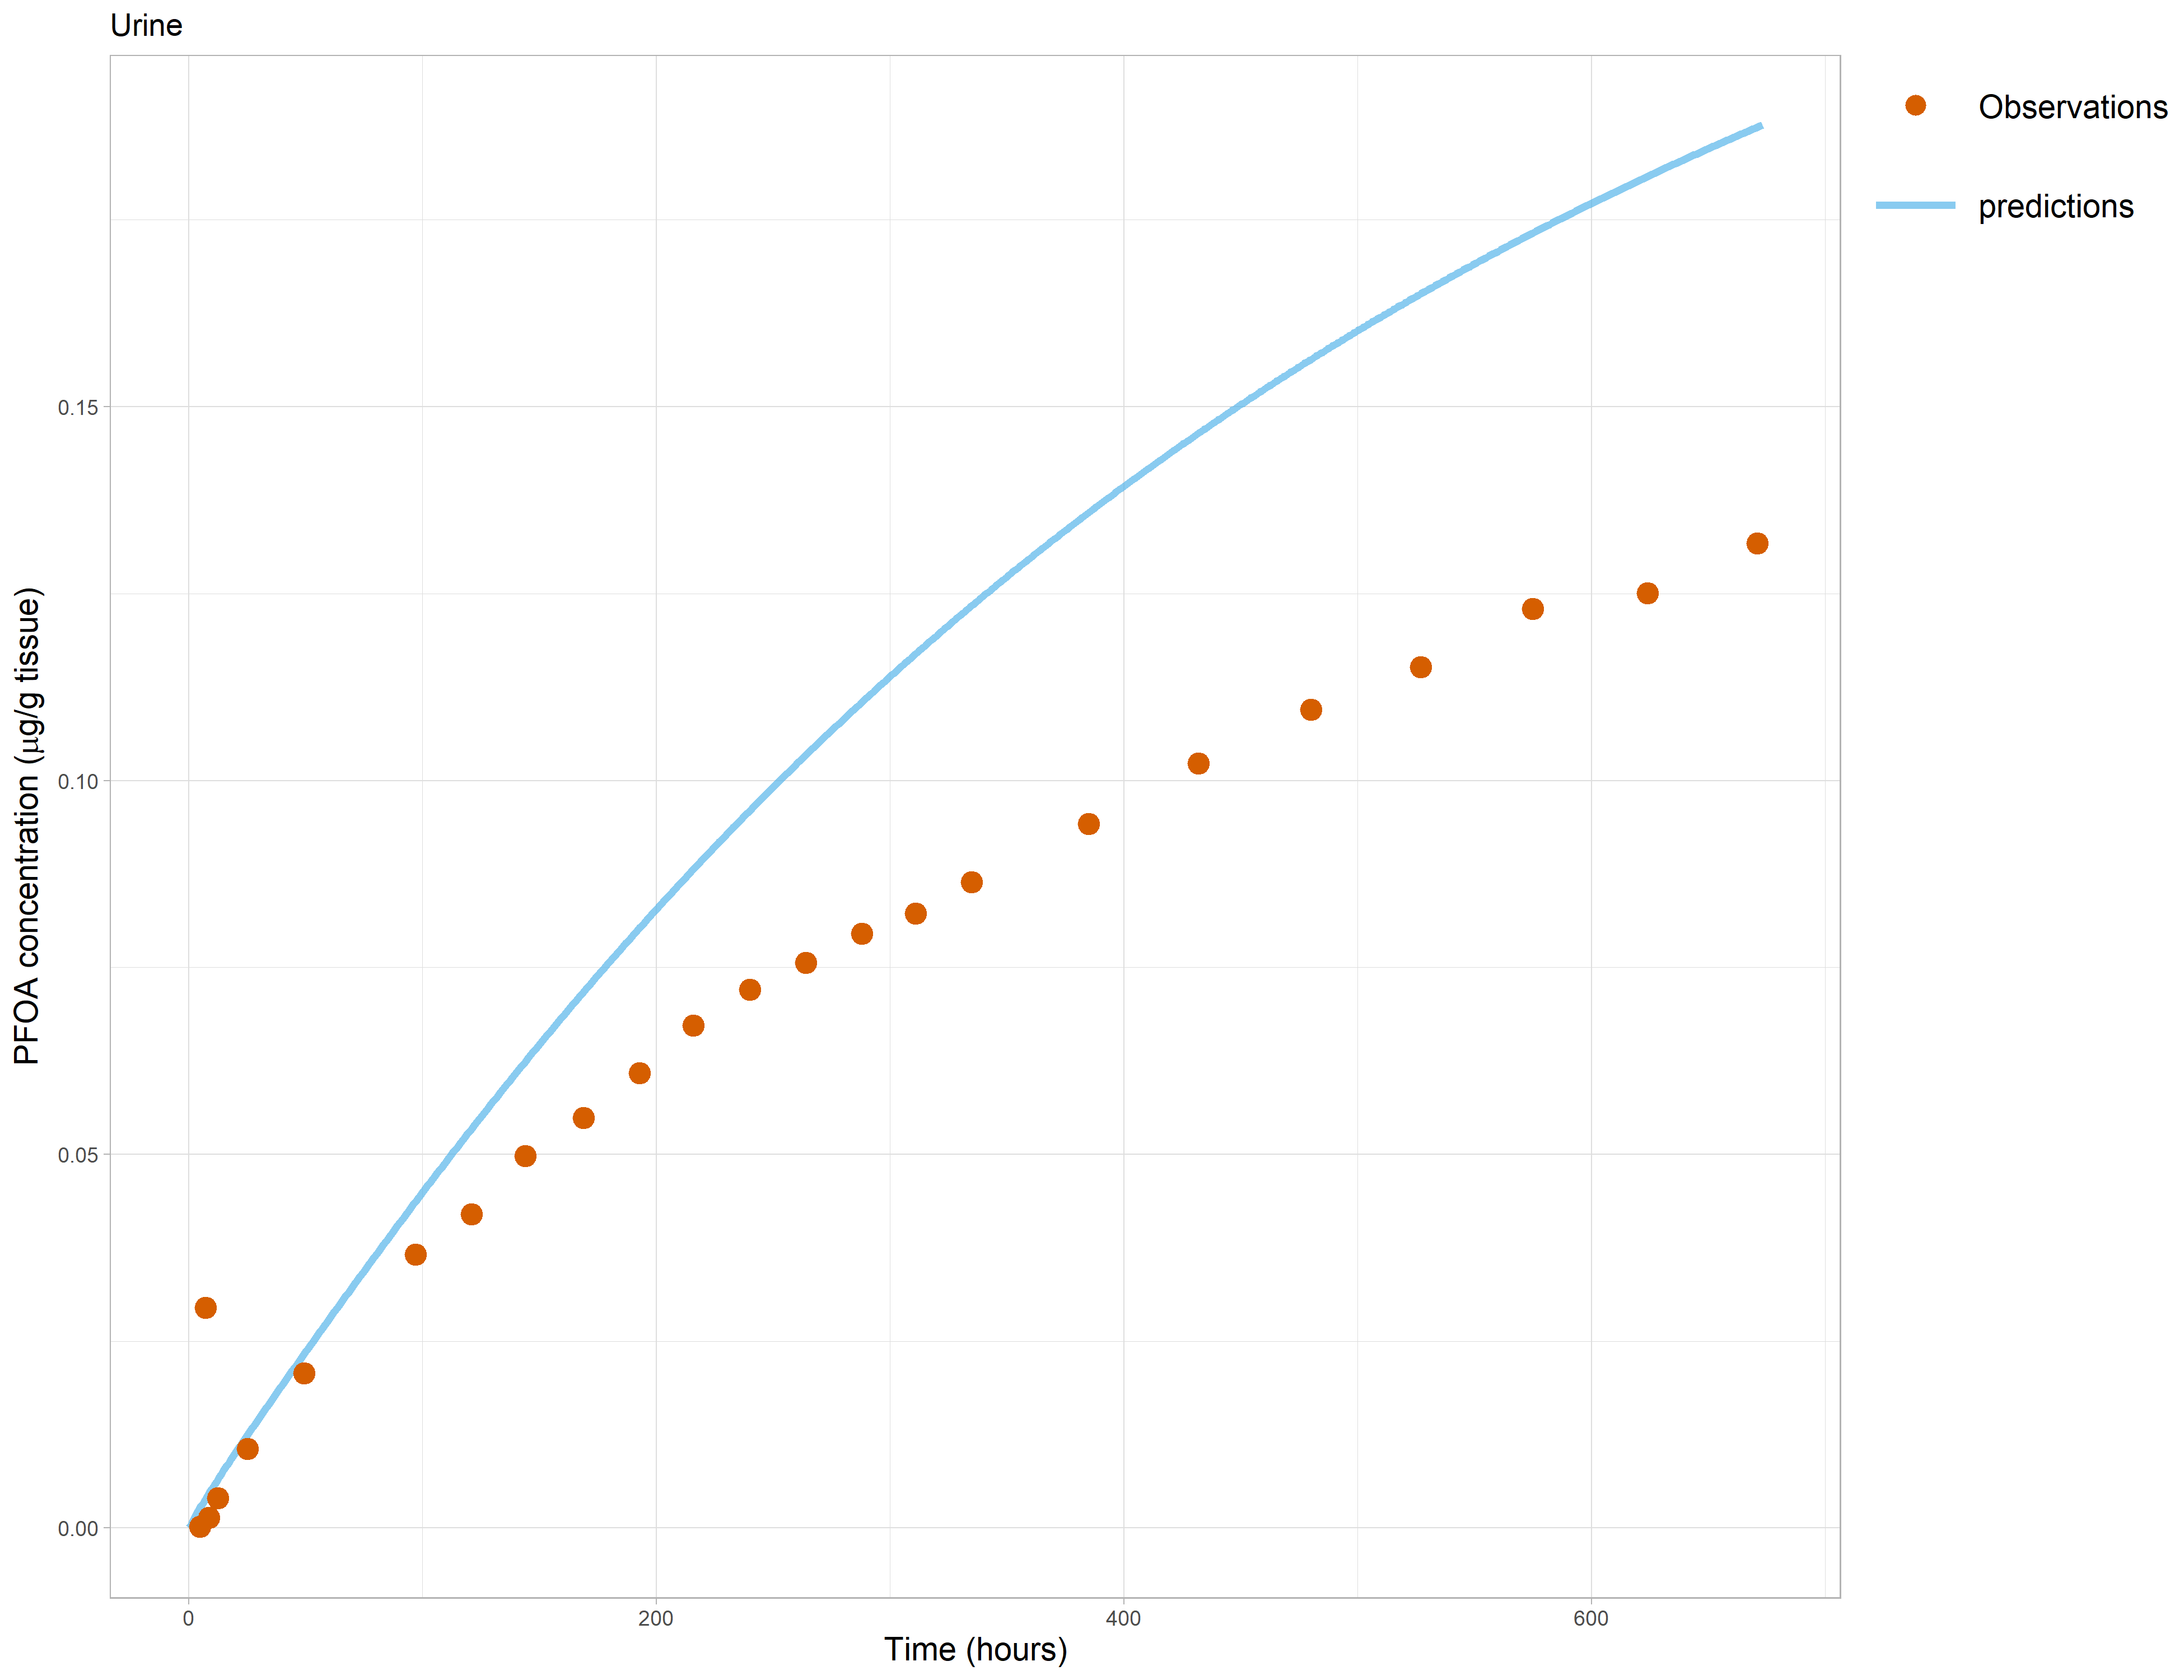 Urine
Observations
predictions
PFOA concentration (μg/g tissue)
0.15
0.10
0.05
0.00
0 200 400 600
Time (hours)